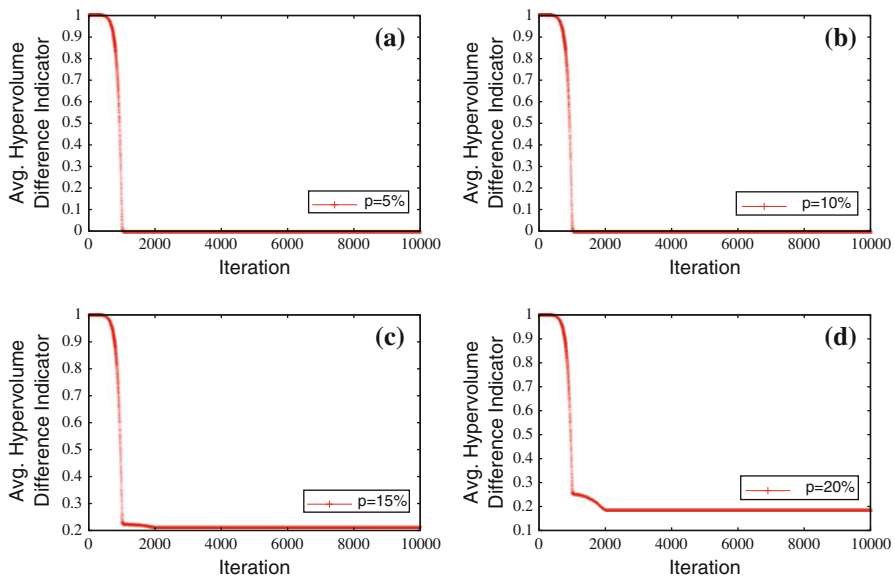 (a)
Avg. Hypervolume
Difference Indicator
1
0.9
0.8
0.7
0.6
0.5
0.4
0.3
0.2
0.1
0
p=5%
0 2000 4000 6000 8000 10000
Iteration
(b)
Avg. Hypervolume
Difference Indicator
1
0.9
0.8
0.7
0.6
0.5
0.4
0.3
0.2
0.1
0
p=10%
0 2000 4000 6000 8000 10000
Iteration
(c)
Avg. Hypervolume
Difference Indicator
1
0.9
0.8
0.7
0.6
0.5
0.4
0.3
0.2
p=15%
0 2000 4000 6000 8000 10000
Iteration
(d)
Avg. Hypervolume
Difference Indicator
1
0.9
0.8
0.7
0.6
0.5
0.4
0.3
0.2
0.1
p=20%
0 2000 4000 6000 8000 10000
Iteration